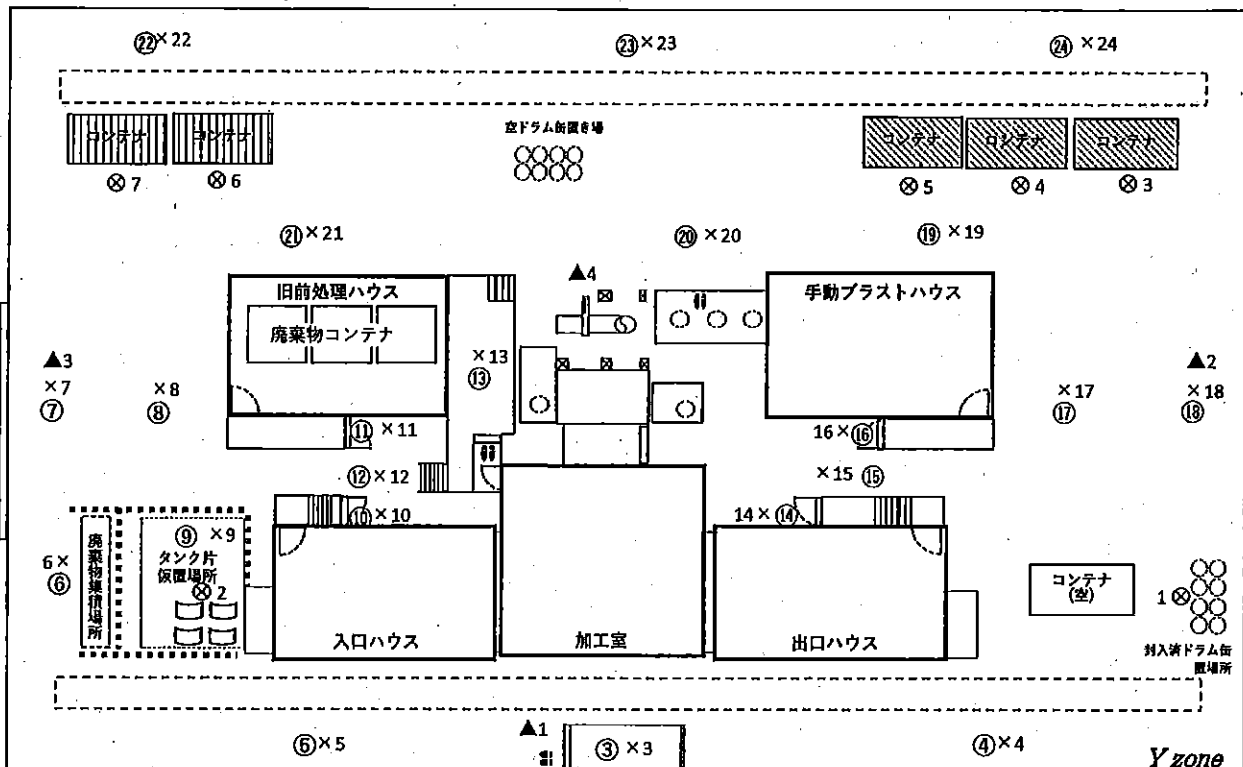 ㉒×22
㉓×23
㉔×24
コンテナ
コンテナ
空ドラム缶置き場
コンテナ
コンテナ
コンテナ
⊗7
⊗6
⊗5
⊗4
⊗3
㉑×21
⑳×20
⑲×19
▲4
旧前処理ハウス
廃棄物コンテナ
手動ブラストハウス
▲3
×7
⑦
×8
⑧
×13
⑬
▲2
×17
⑰
×18
⑱
⑪×11
16×⑯
⑫×12
×15⑮
⑩×10
14×⑭
6×
⑥
廃棄物集積場所
⑨×9
タンク片
仮置場所
⊗2
入口ハウス
加工室
出口ハウス
コンテナ
(空)
1⊗
封入済ドラム缶
置場所
⑥×5
▲1
③×3
④×4
Y zone